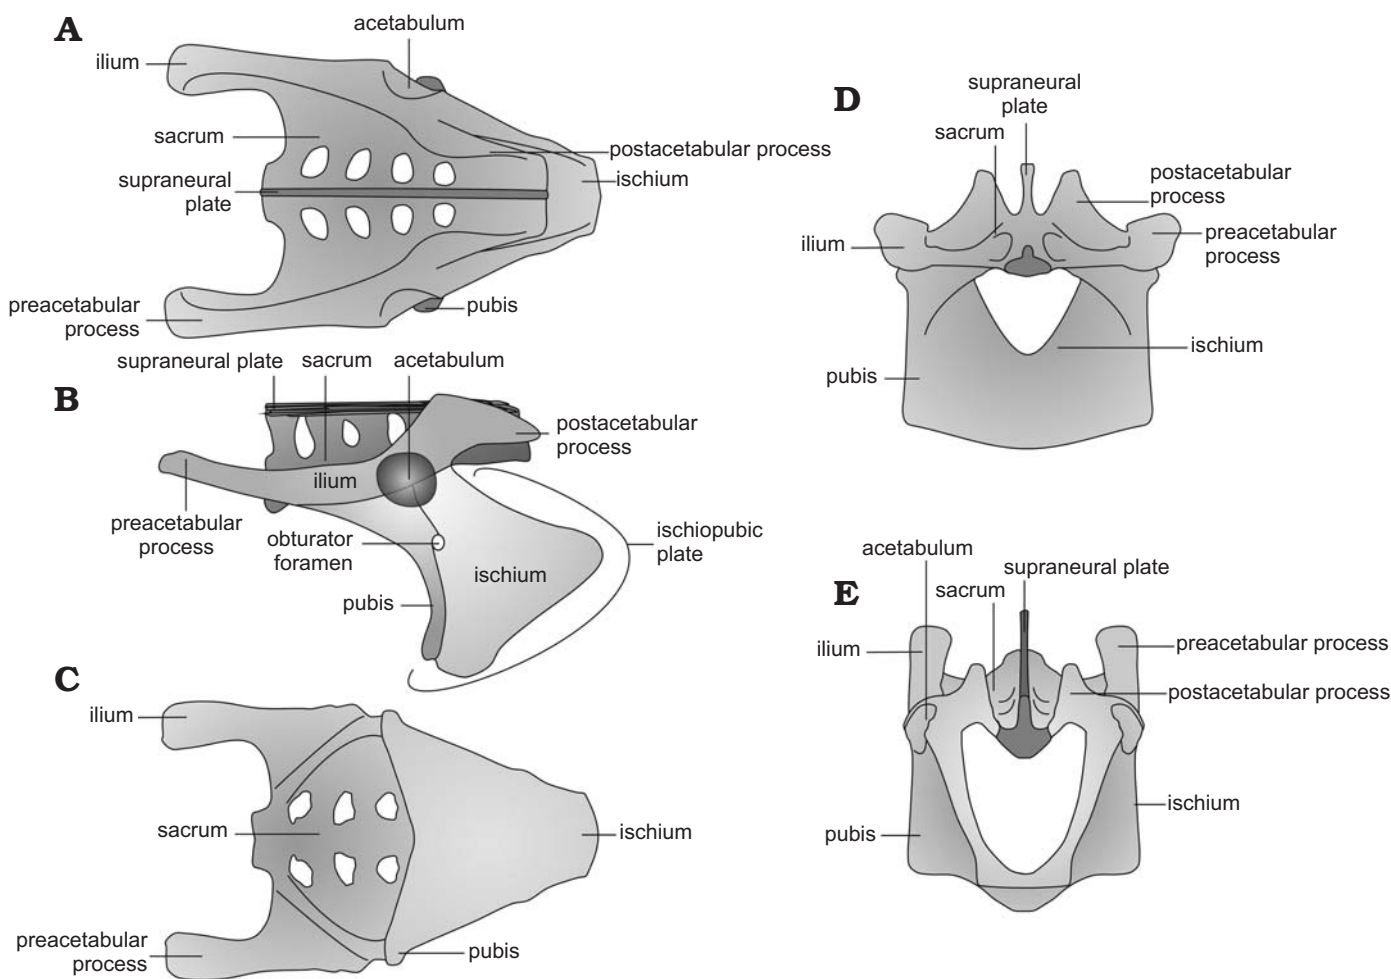 A
acetabulum
ilium
sacrum
postacetabular process
supraneural
plate
ischium
preacetabular
process
pubis
B
supraneural plate
sacrum
acetabulum
postacetabular
process
ilium
preacetabular
process
obturator
foramen
ischiopubic
plate
ischium
pubis
C
ilium
sacrum
ischium
preacetabular
process
pubis
D
supraneural
plate
sacrum
postacetabular
process
ilium
preacetabular
process
ischium
pubis
E
acetabulum
supraneural plate
sacrum
ilium
preacetabular process
postacetabular process
ischium
pubis